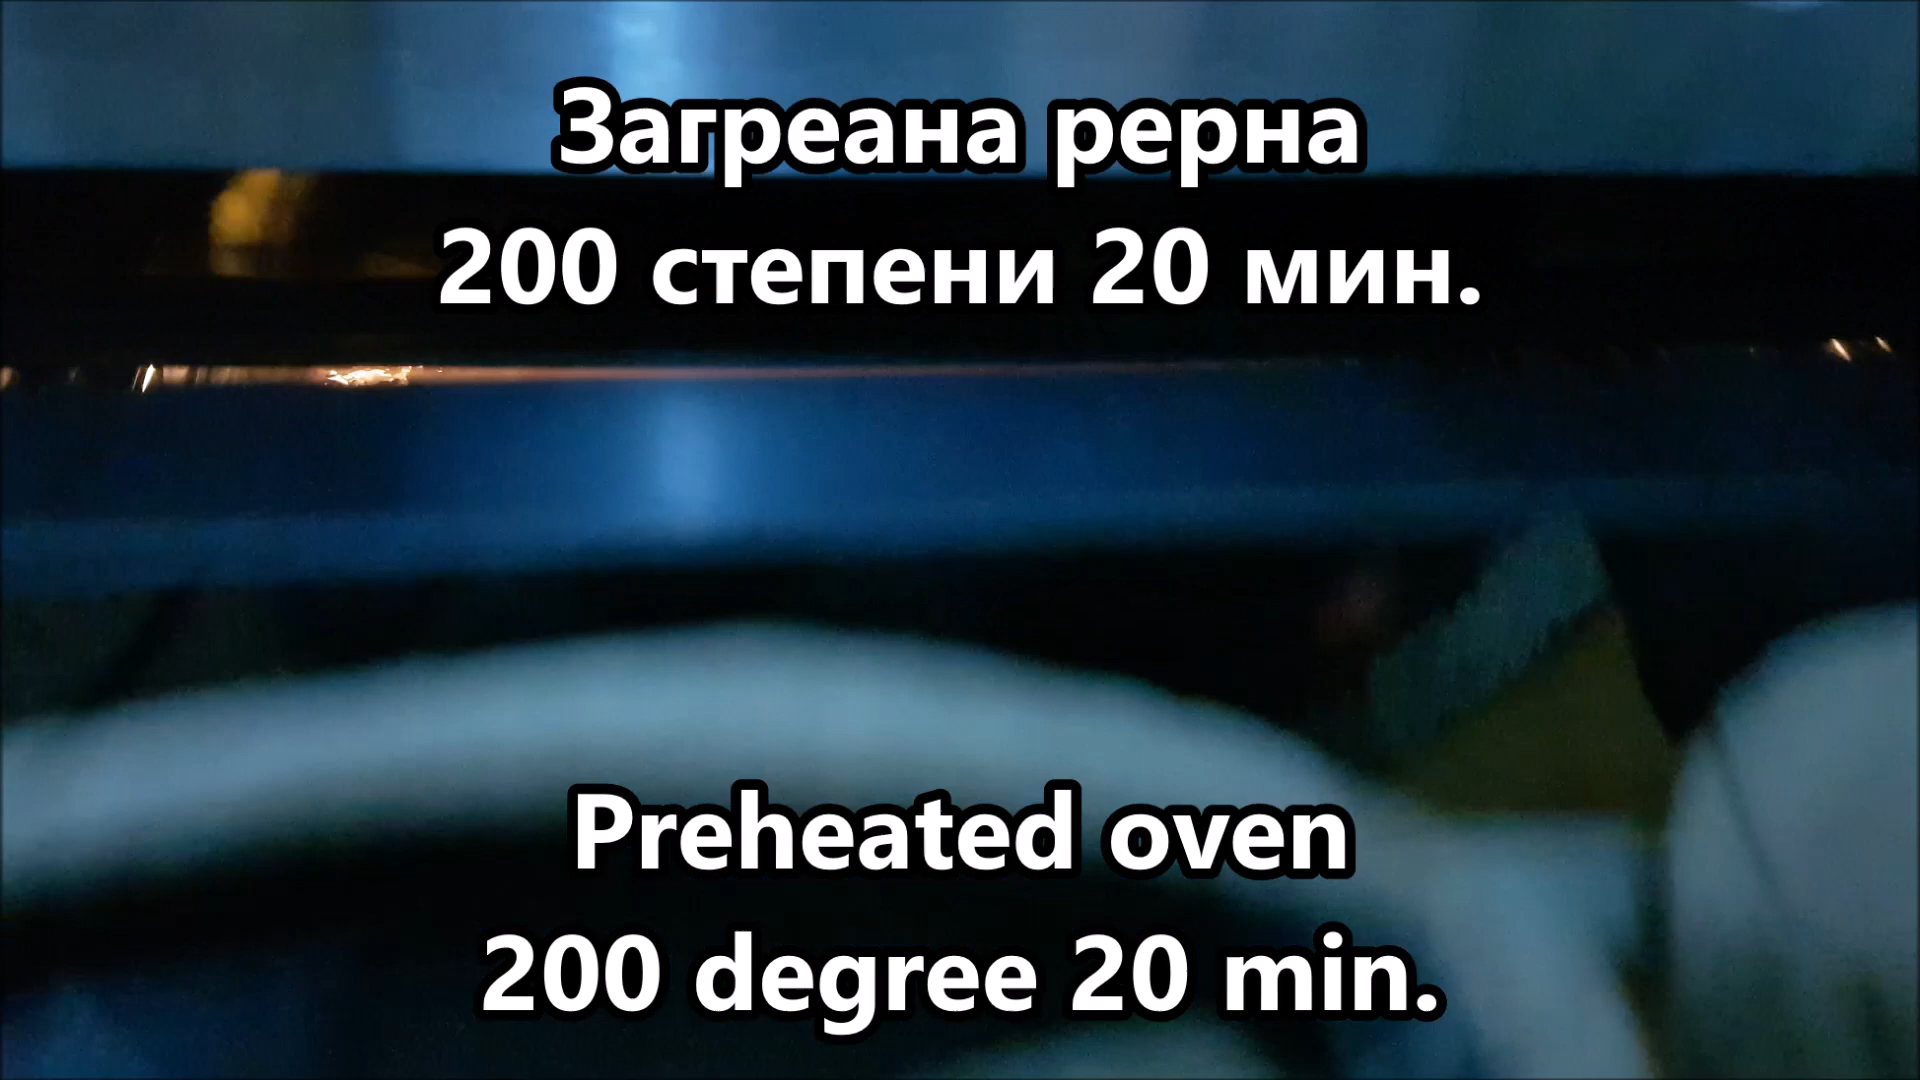 Загреана рерна
200 степени 20 мин.
Preheated oven
200 degree 20 min.